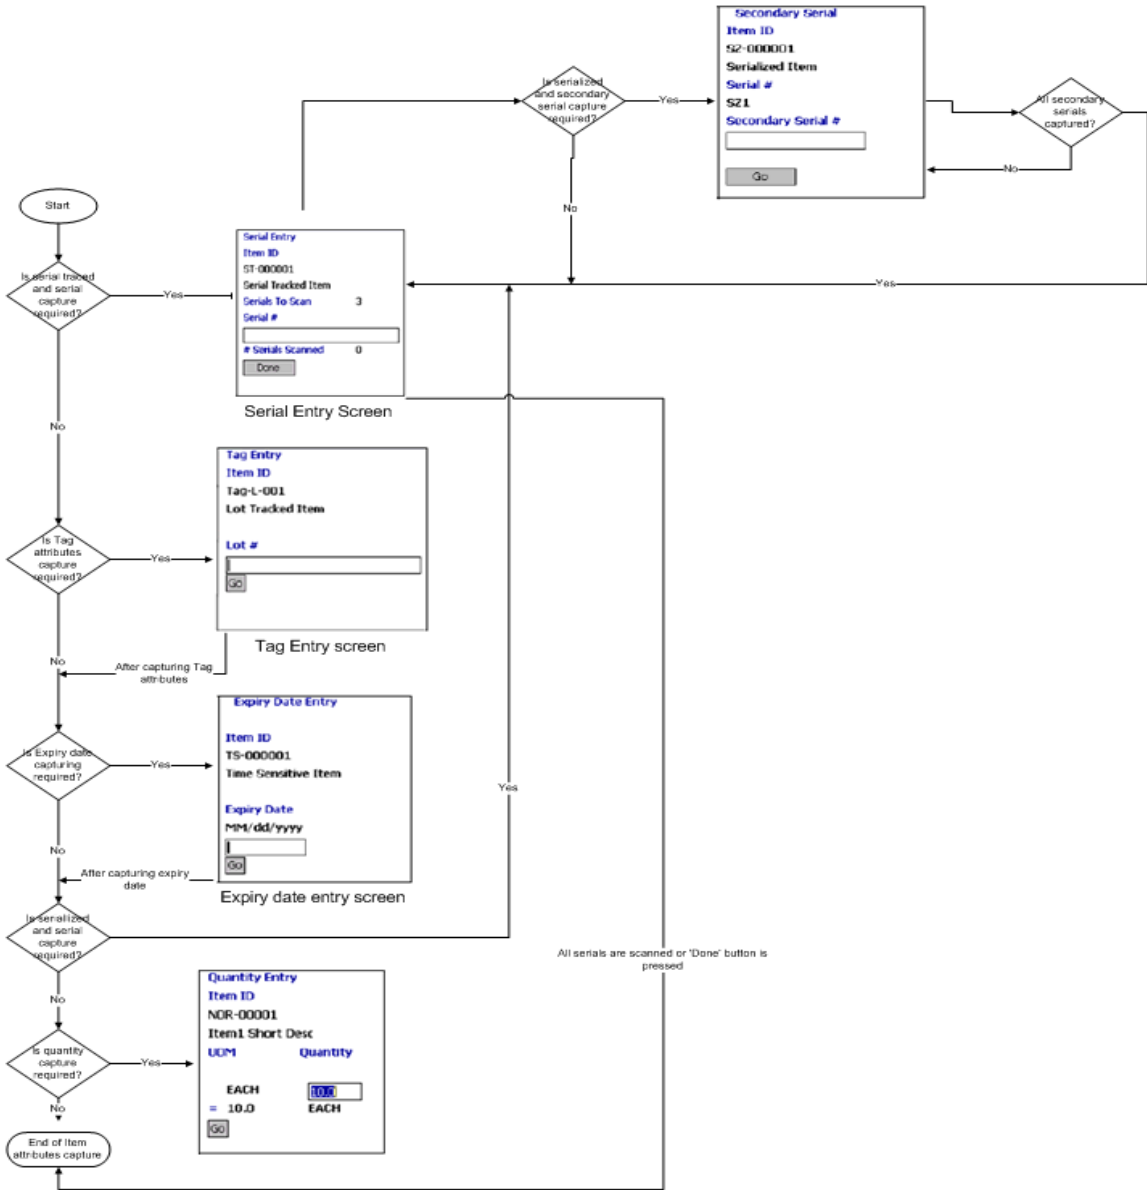 Secondary Serial
Item ID
S2-000001
Serialized Item
Serial #
SZ1
Secondary Serial #
Go
Is serialized
and secondary
serial capture
required?
Yes
No
All secondary
serials
captured?
No
Yes
Start
Is serial traced
and serial
capture
required?
Yes
No
Serial Entry
Item ID
ST-000001
Serial Tracked Item
Serials To Scan 3
Serial #
# Serials Scanned 0
Done
Serial Entry Screen
Tag Entry
Item ID
Tag-L-001
Lot Tracked Item
Lot #
Go
Tag Entry screen
Is Tag
attributes
capture
required?
Yes
No
After capturing Tag
attributes
Expiry Date Entry
Item ID
TS-000001
Time Sensitive Item
Expiry Date
MM/dd/yyyy
Go
Expiry date entry screen
Is Expiry date
capturing
required?
Yes
No
After capturing expiry
date
Is serialized
and serial
capture
required?
Yes
No
All serials are scanned or 'Done' button is
pressed
Quantity Entry
Item ID
NOR-00001
Item1 Short Desc
UOM Quantity
EACH 10.0
= 10.0 EACH
Go
Is quantity
capture
required?
Yes
No
End of Item
attributes capture